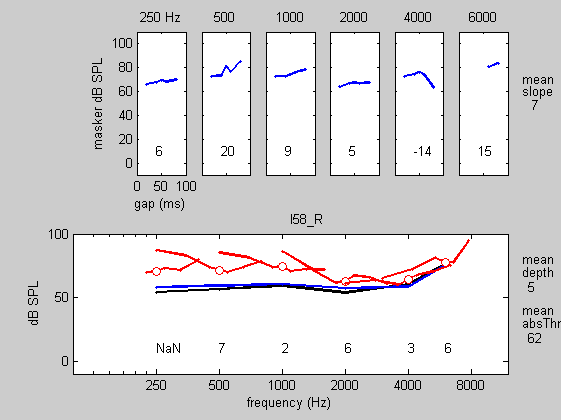 250 Hz 500 1000 2000 4000 6000
100
80
60
40
20
0
masker dB SPL
6 20 9 5 -14 15
mean
slope
7
0 50 100
gap (ms)
I58_R
100
50
0
dB SPL
NaN 7 2 6 3 6
mean
depth
5
mean
absThr
62
250 500 1000 2000 4000 8000
frequency (Hz)